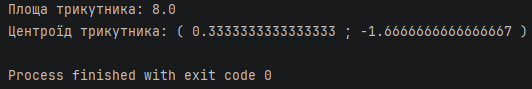 Площа трикутника: 8.0
Центроїд трикутника: ( 0.3333333333333333 ; -1.6666666666666667 )
Process finished with exit code 0